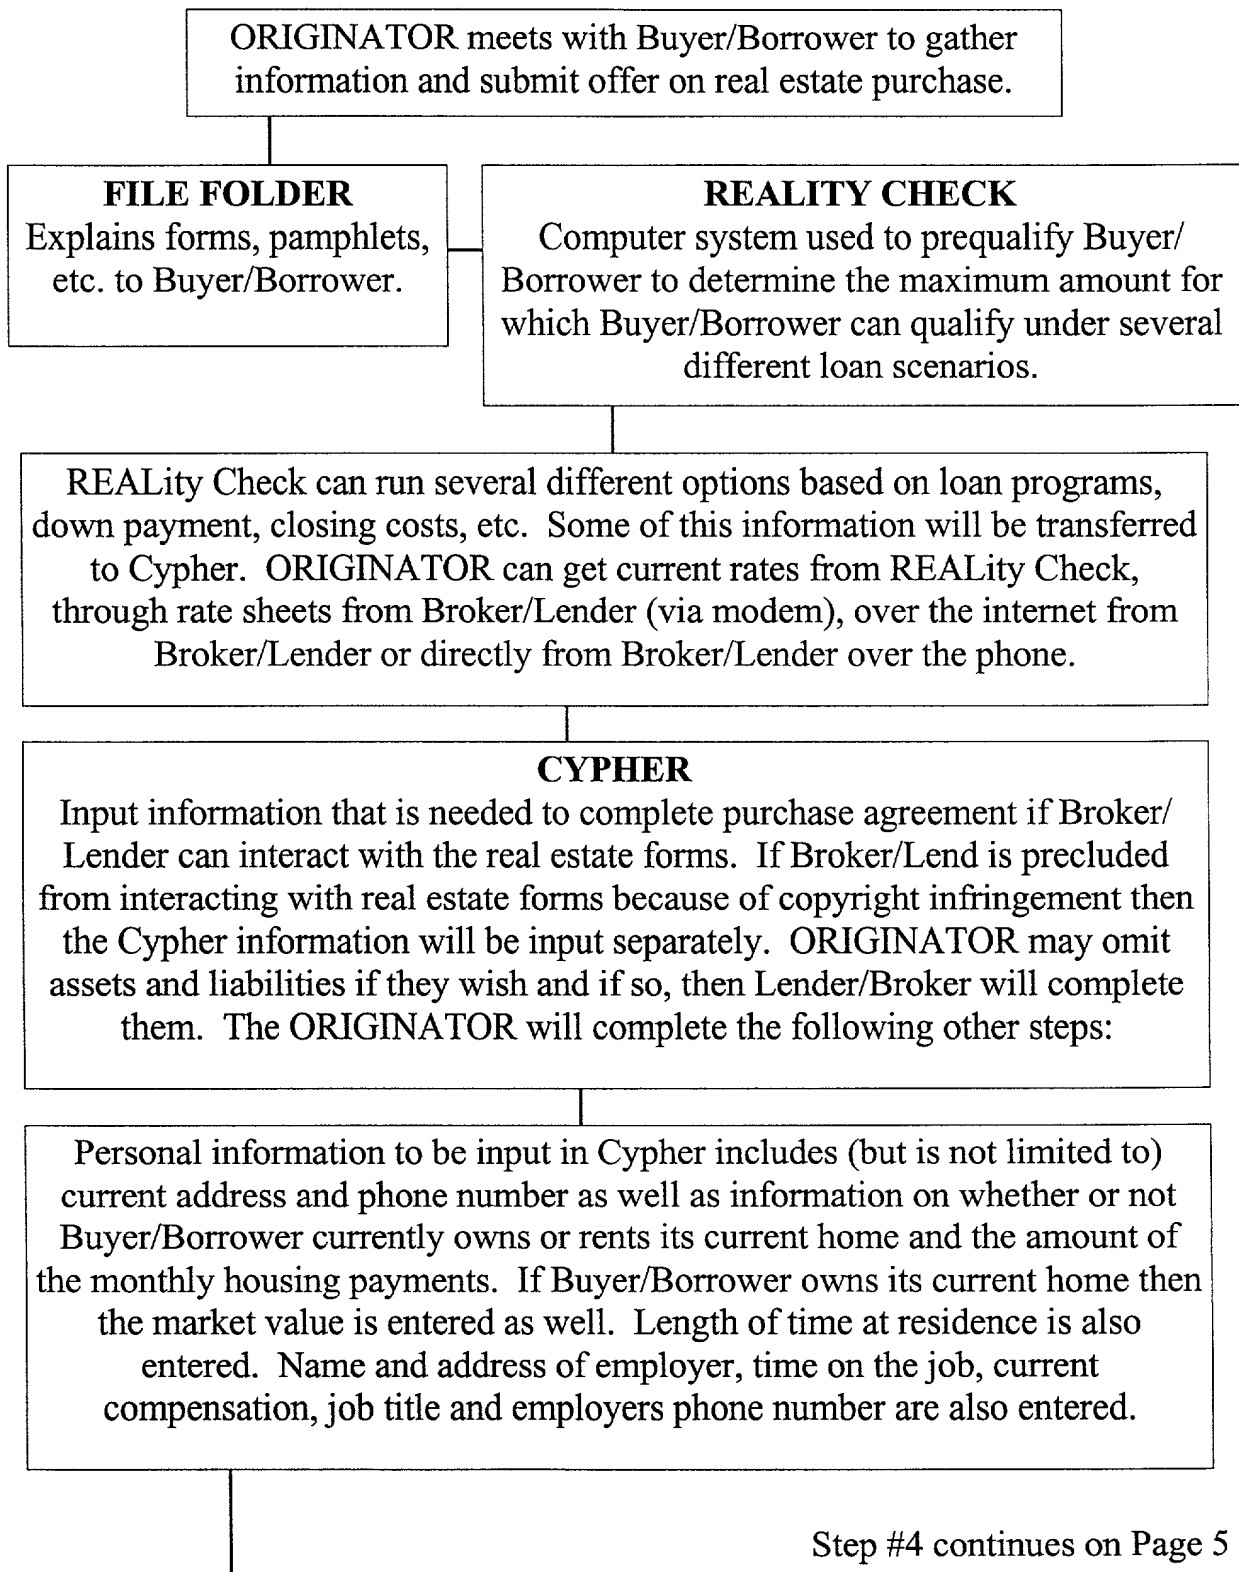 ORIGINATOR meets with Buyer/Borrower to gather
information and submit offer on real estate purchase.
FILE FOLDER
Explains forms, pamphlets,
etc. to Buyer/Borrower.
REALITY CHECK
Computer system used to prequalify Buyer/
Borrower to determine the maximum amount for
which Buyer/Borrower can qualify under several
different loan scenarios.
REALity Check can run several different options based on loan programs,
down payment, closing costs, etc.  Some of this information will be transferred
to Cypher.  ORIGINATOR can get current rates from REALity Check,
through rate sheets from Broker/Lender (via modem), over the internet from
Broker/Lender or directly from Broker/Lender over the phone.
CYPHER
Input information that is needed to complete purchase agreement if Broker/
Lender can interact with the real estate forms.  If Broker/Lend is precluded
from interacting with real estate forms because of copyright infringement then
the Cypher information will be input separately.  ORIGINATOR may omit
assets and liabilities if they wish and if so, then Lender/Broker will complete
them.  The ORIGINATOR will complete the following other steps:
Personal information to be input in Cypher includes (but is not limited to)
current address and phone number as well as information on whether or not
Buyer/Borrower currently owns or rents its current home and the amount of
the monthly housing payments.  If Buyer/Borrower owns its current home then
the market value is entered as well.  Length of time at residence is also
entered.  Name and address of employer, time on the job, current
compensation, job title and employers phone number are also entered.
Step #4 continues on Page 5